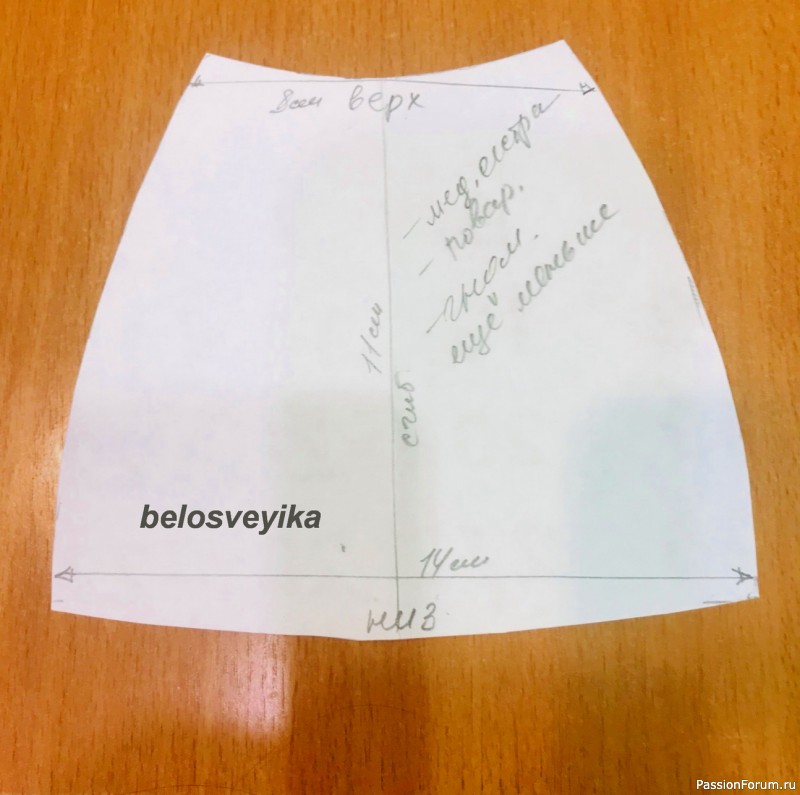 8см верх
- мед. сестра
- повар.
- гном.
ещё меньше
11см
сгиб.
belosveyika
14см
низ
PassionForum.ru